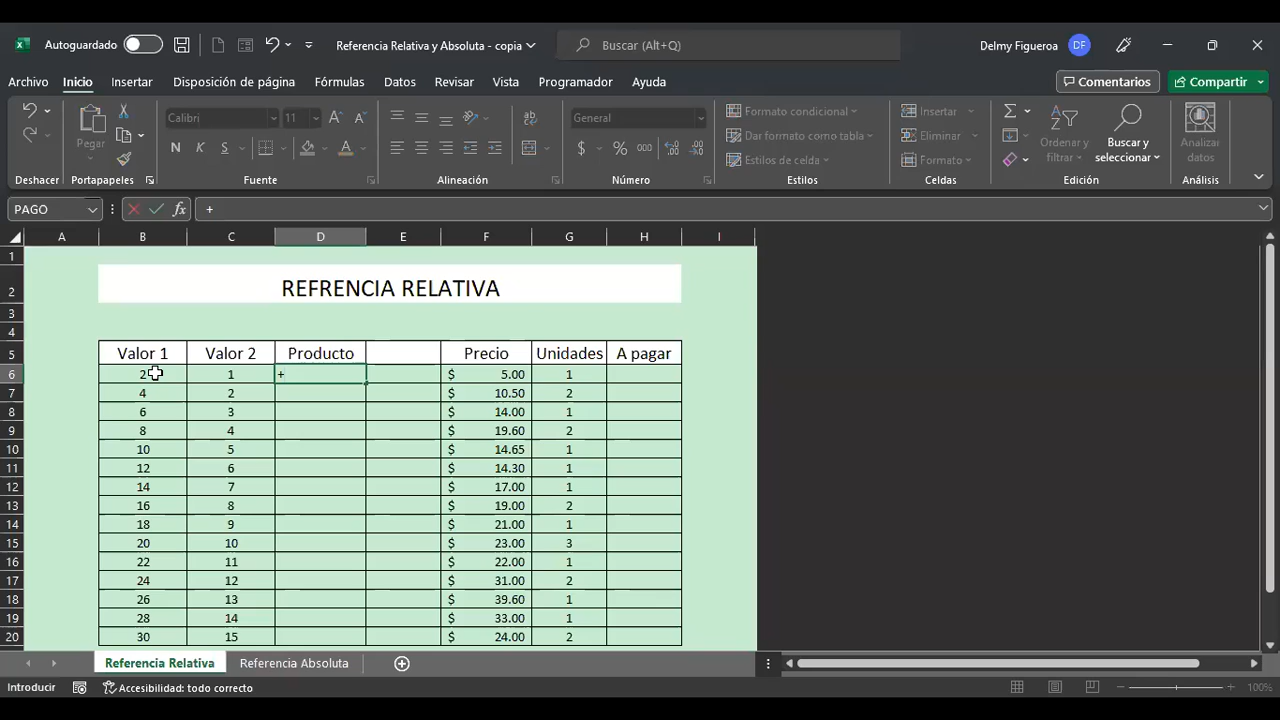 Autoguardado
Referencia Relativa y Absoluta - copia
Buscar (Alt+Q)
Delmy Figueroa
DF
Archivo Inicio Insertar Disposición de página Fórmulas Datos Revisar Vista Programador Ayuda
Comentarios
Compartir
Pegar
Calibri
11
N K S
General
$ % 000
Formato condicional
Dar formato como tabla
Estilos de celda
Insertar
Eliminar
Formato
Ordenar y filtrar
Buscar y seleccionar
Analizar datos
Deshacer Portapapeles Fuente Alineación Número Estilos Celdas Edición Análisis
PAGO
fx
+
A B C D E F G H I
1
2 REFRENCIA RELATIVA
3
4
5 Valor 1 Valor 2 Producto Precio Unidades A pagar
6 2 1 + $ 5.00 1
7 4 2 $ 10.50 2
8 6 3 $ 14.00 1
9 8 4 $ 19.60 2
10 10 5 $ 14.65 1
11 12 6 $ 14.30 1
12 14 7 $ 17.00 1
13 16 8 $ 19.00 2
14 18 9 $ 21.00 1
15 20 10 $ 23.00 3
16 22 11 $ 22.00 1
17 24 12 $ 31.00 2
18 26 13 $ 39.60 1
19 28 14 $ 33.00 1
20 30 15 $ 24.00 2
Referencia Relativa Referencia Absoluta
Introducir
Accesibilidad: todo correcto
100%